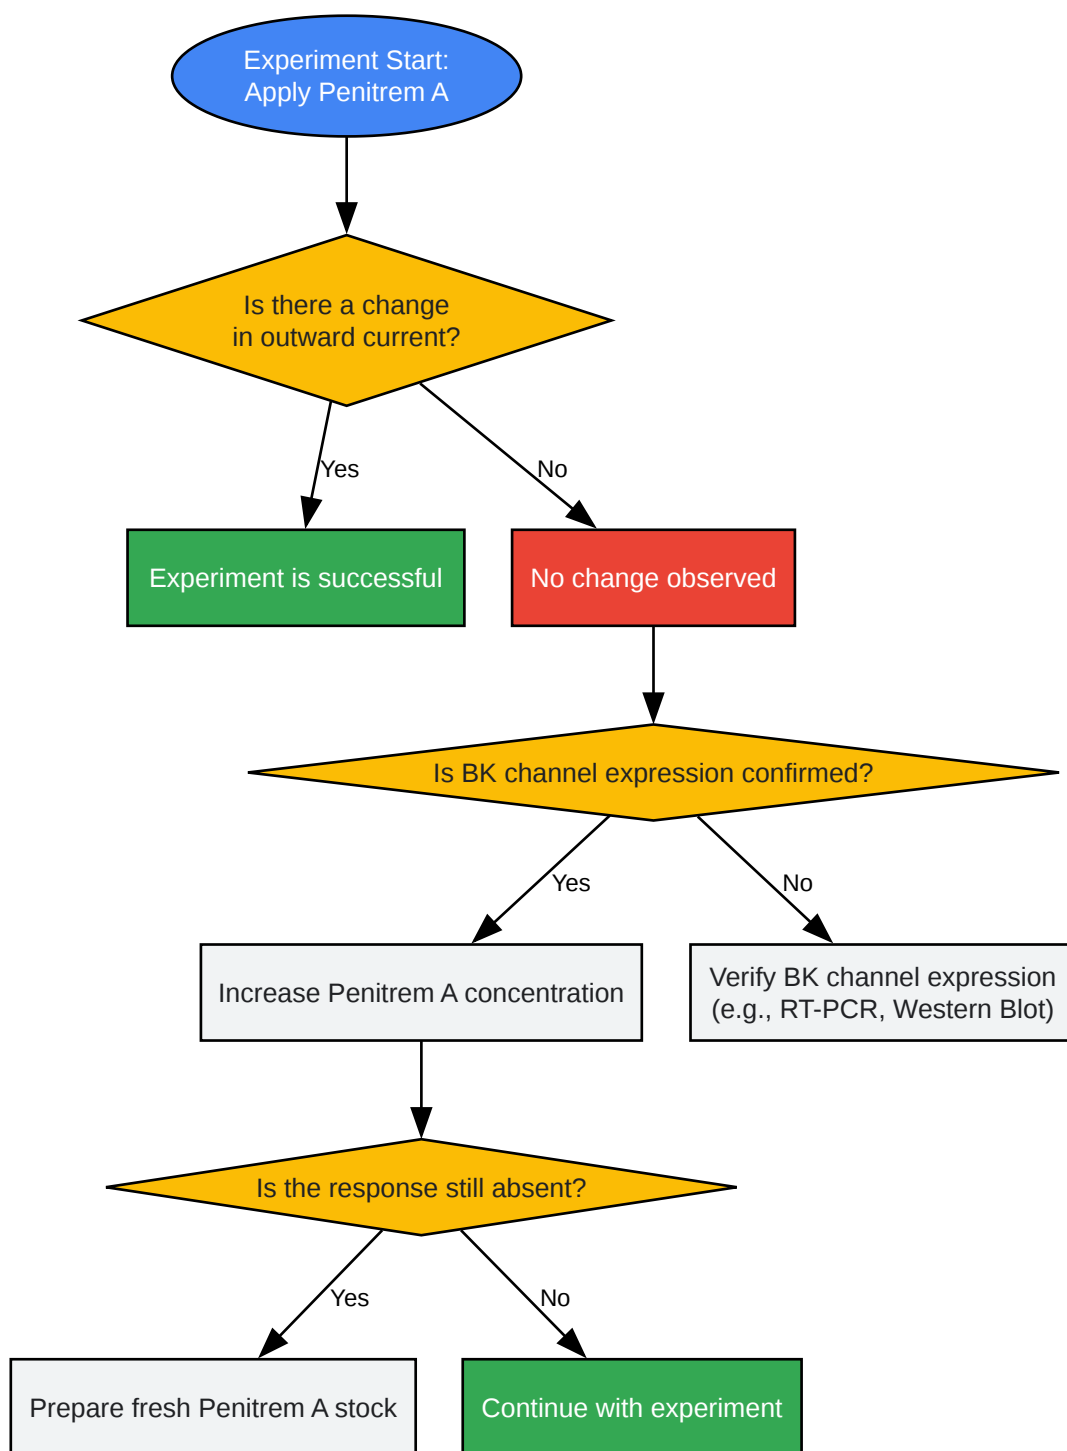 Experiment Start:
Apply Penitrem A
Is there a change
in outward current?
Yes
No
Experiment is successful
No change observed
Is BK channel expression confirmed?
Yes
No
Increase Penitrem A concentration
Verify BK channel expression
(e.g., RT-PCR, Western Blot)
Is the response still absent?
Yes
No
Prepare fresh Penitrem A stock
Continue with experiment